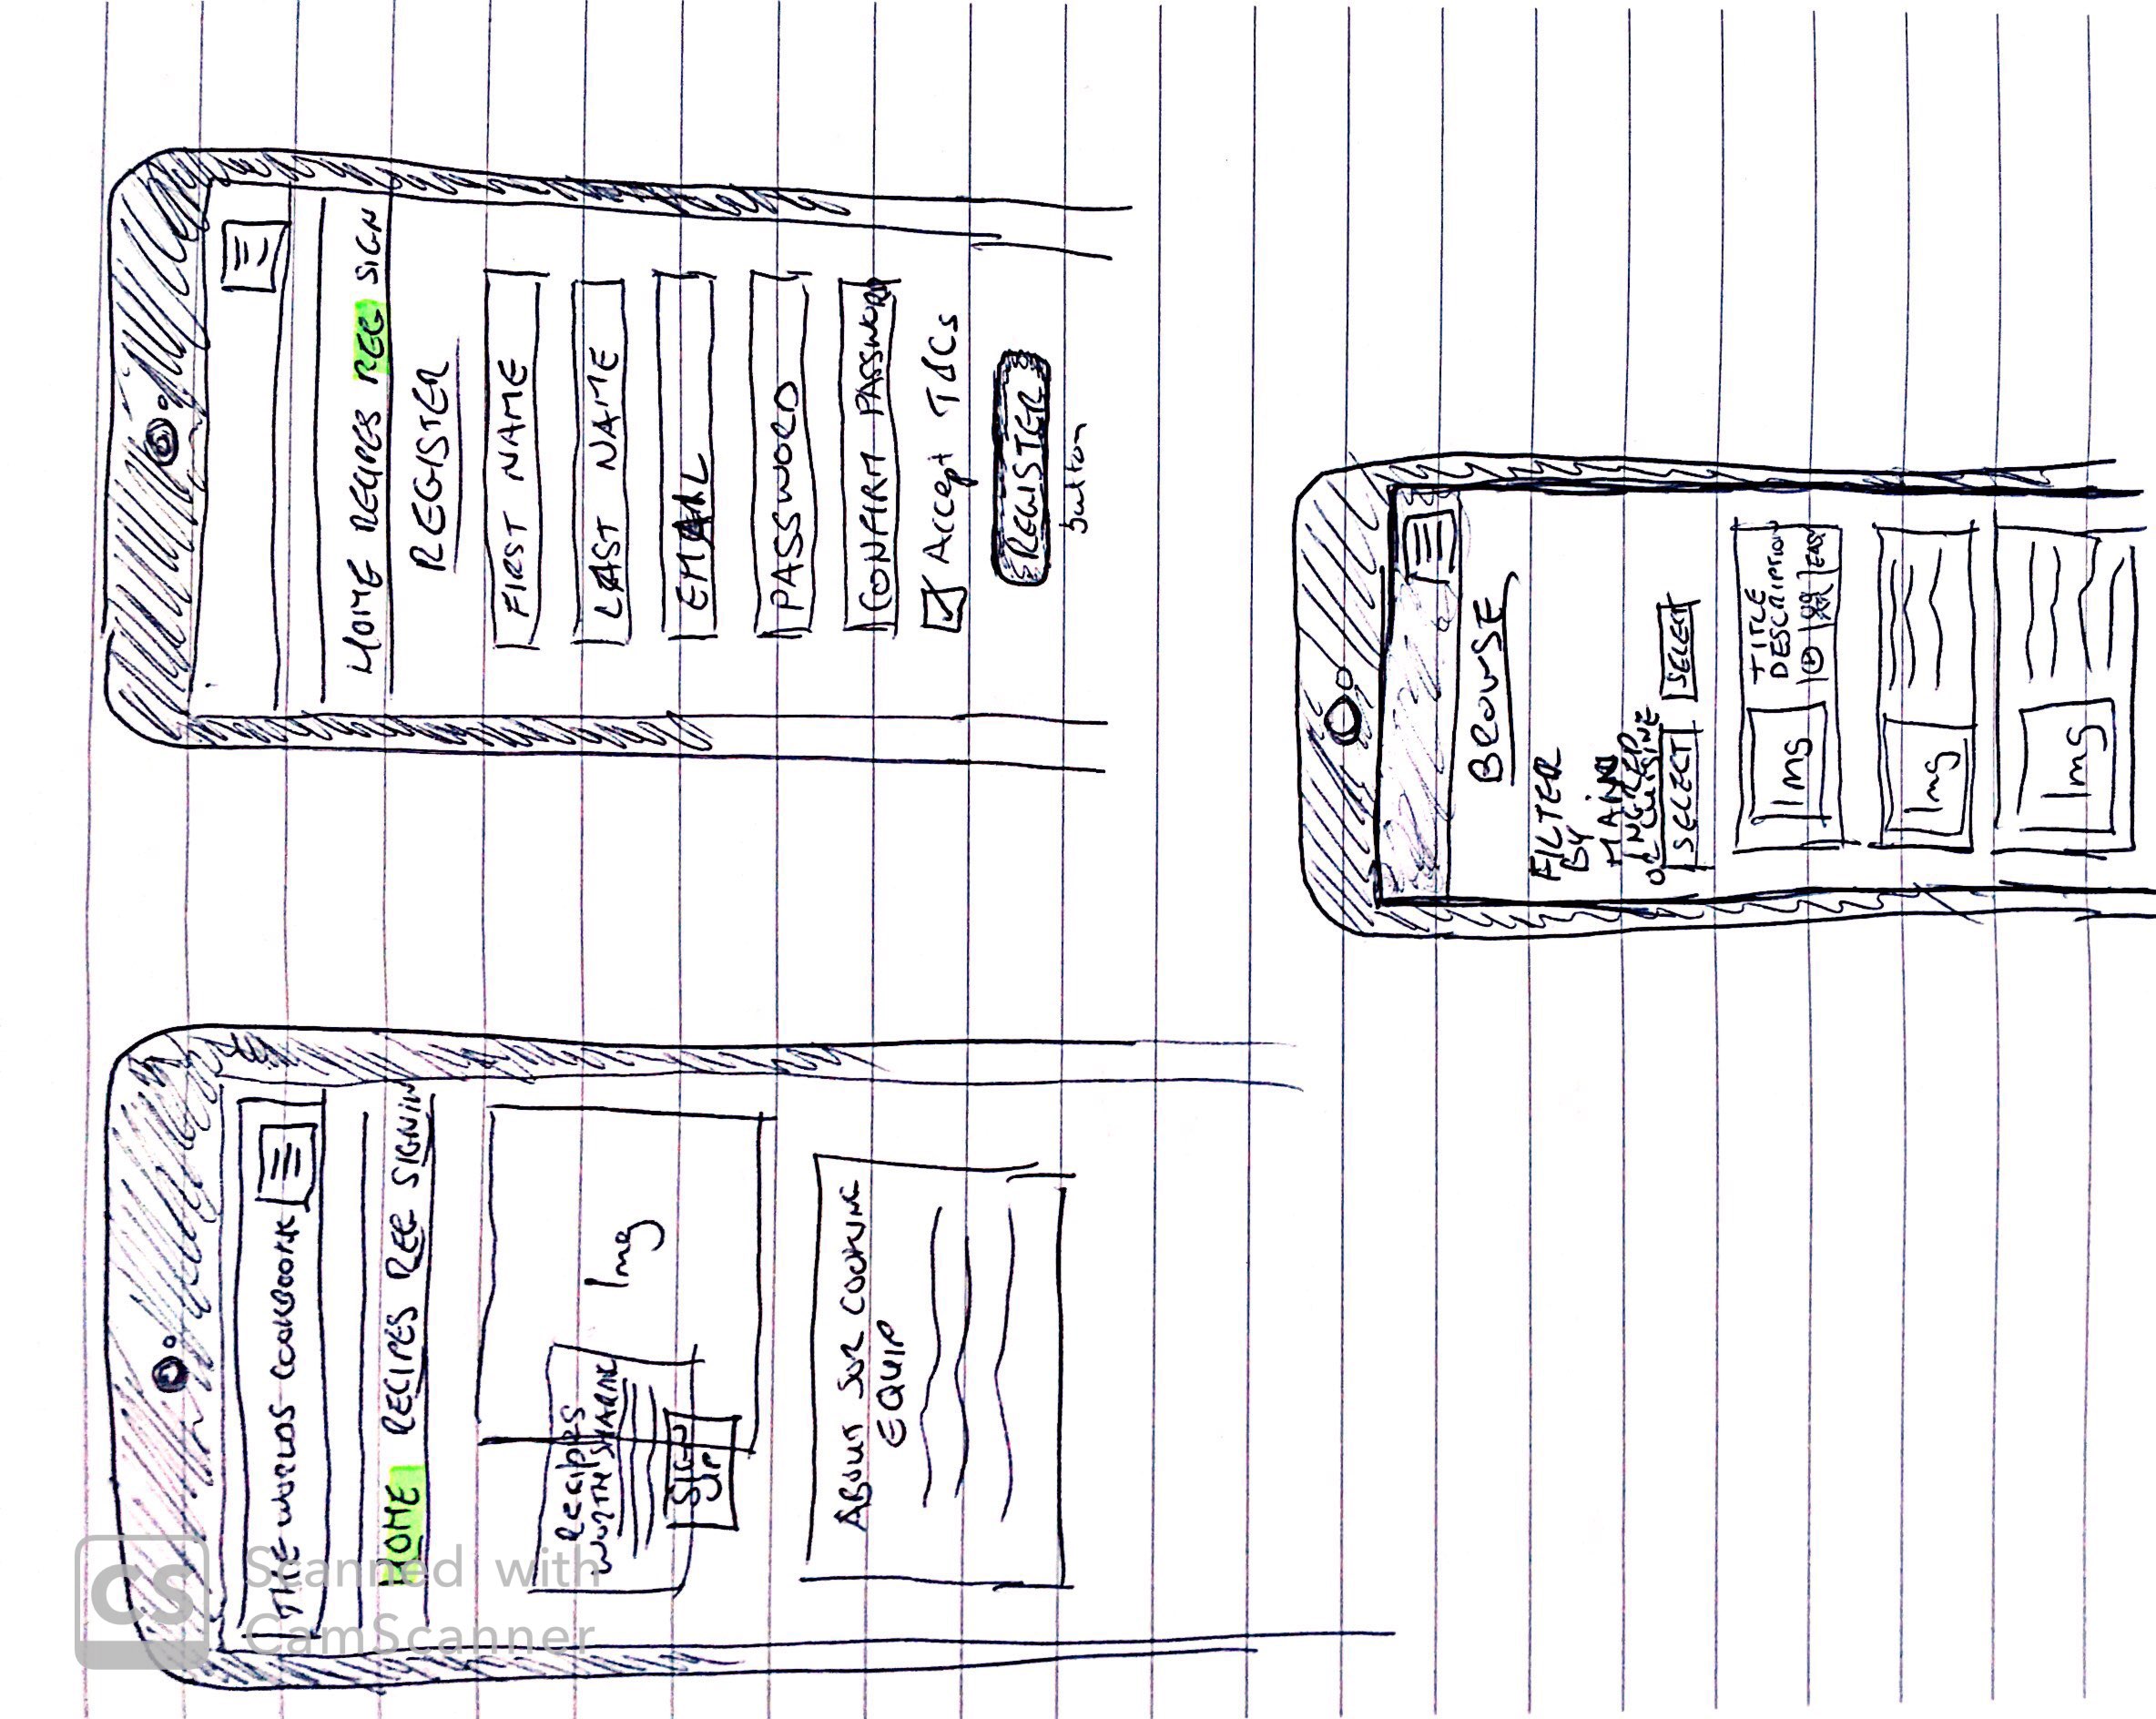 THE WORLDS COOKBOOK
HOME RECIPES REG SIGNIN
Img
RECIPES
WORTH SHARING
SIGN
UP
ABOUT OUR COOKING
EQUIP
HOME RECIPES REG SIGN
REGISTER
FIRST NAME
LAST NAME
EMAIL
PASSWORD
CONFIRM PASSWORD
Accept T&Cs
REGISTER
button
BROWSE
FILTER
BY
MAIN
INGRED
OR CUISINE
SELECT SELECT
Img
TITLE
DESCRIPTION
EASY
Img
Img
CS Scanned with
CamScanner